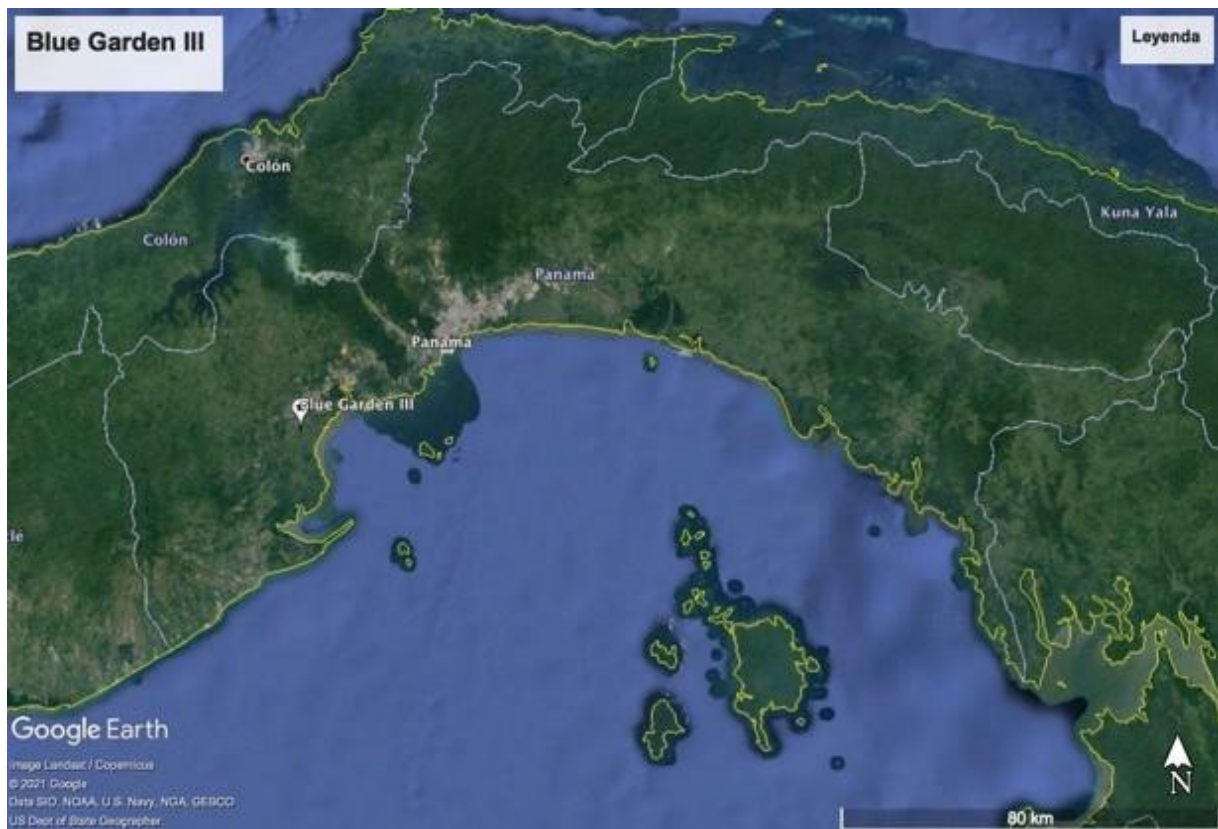 Blue Garden III
Leyenda
Colón
Colón
Kuna Yala
Panama
Panama
Blue Garden III
clé
Google Earth
Image Landsat / Copernicus
© 2021 Google
Data SIO, NOAA, U.S. Navy, NGA, GEBCO
US Dept of State Geographer
80 km
N